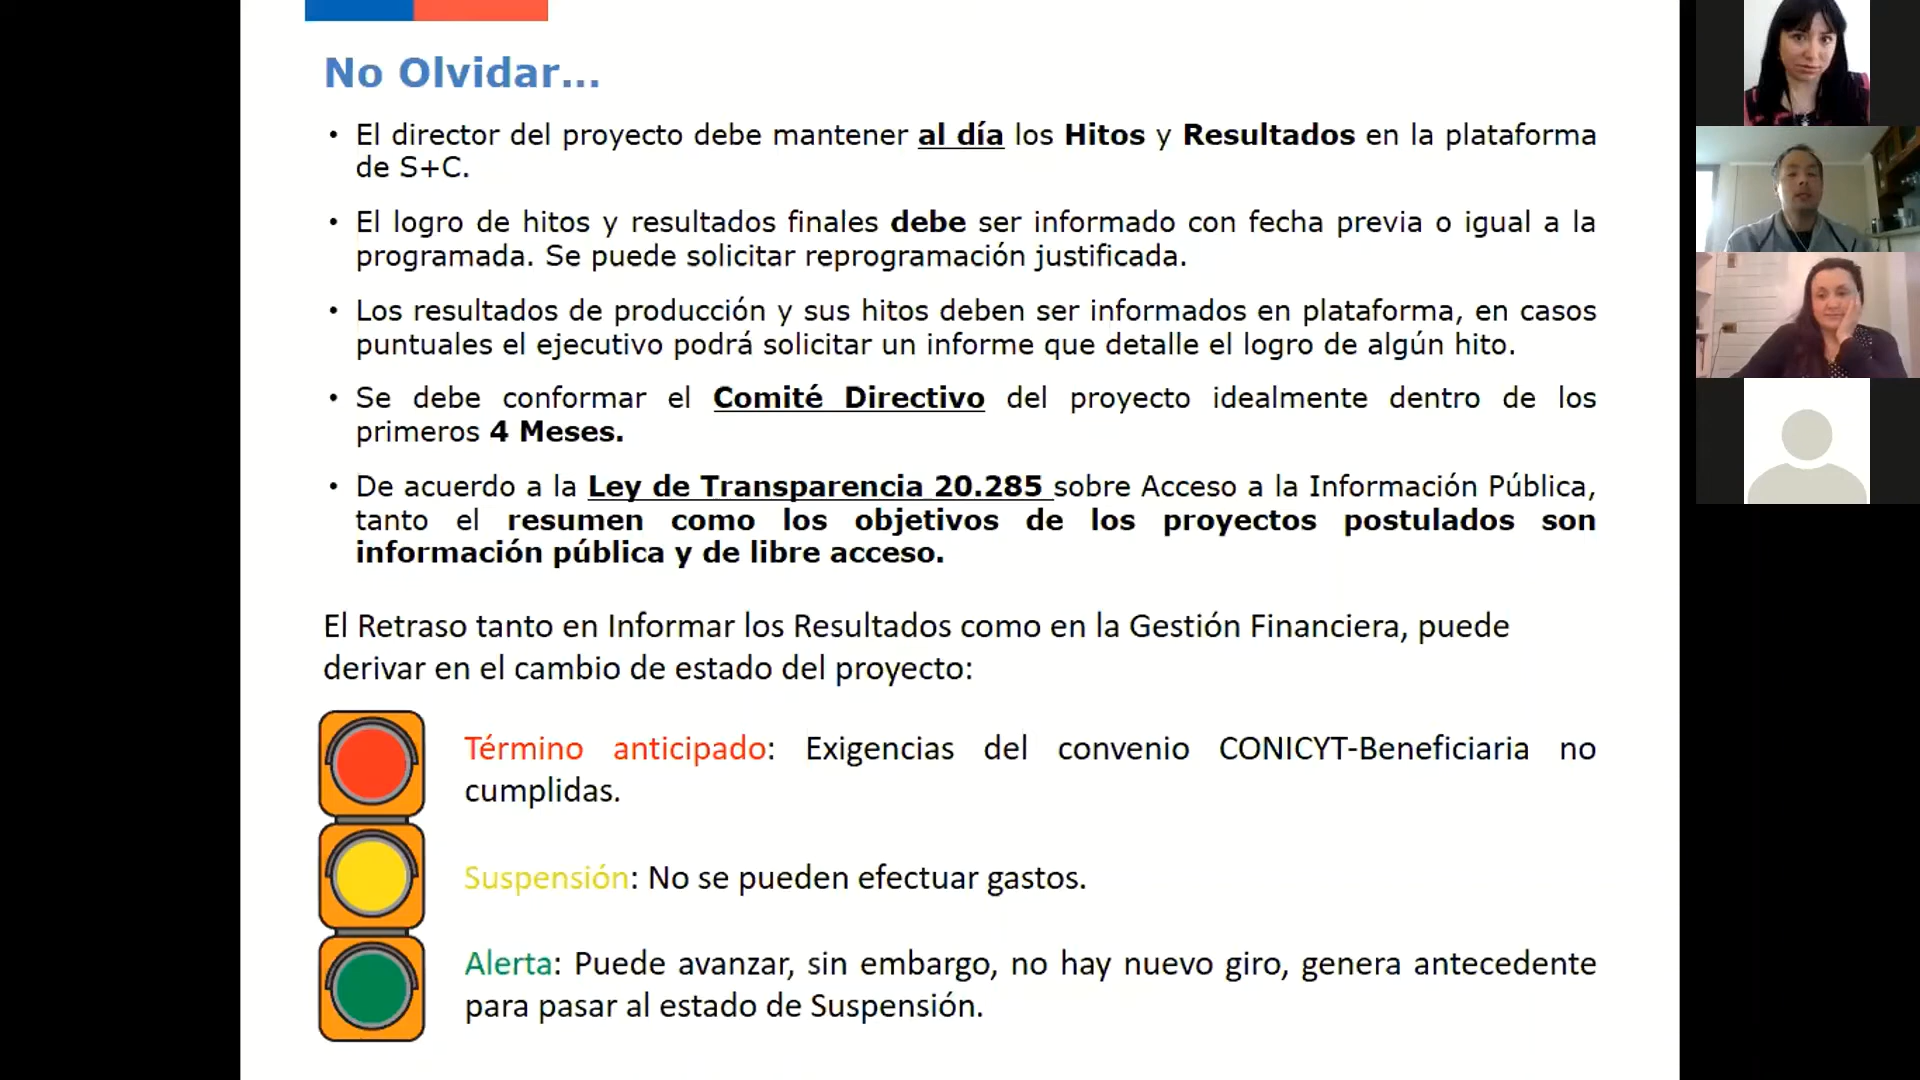 No Olvidar...
• El director del proyecto debe mantener al día los Hitos y Resultados en la plataforma
de S+C.
• El logro de hitos y resultados finales debe ser informado con fecha previa o igual a la
programada. Se puede solicitar reprogramación justificada.
• Los resultados de producción y sus hitos deben ser informados en plataforma, en casos
puntuales el ejecutivo podrá solicitar un informe que detalle el logro de algún hito.
• Se debe conformar el Comité Directivo del proyecto idealmente dentro de los
primeros 4 Meses.
• De acuerdo a la Ley de Transparencia 20.285 sobre Acceso a la Información Pública,
tanto el resumen como los objetivos de los proyectos postulados son
información pública y de libre acceso.
El Retraso tanto en Informar los Resultados como en la Gestión Financiera, puede
derivar en el cambio de estado del proyecto:
Término anticipado: Exigencias del convenio CONICYT-Beneficiaria no
cumplidas.
Suspensión: No se pueden efectuar gastos.
Alerta: Puede avanzar, sin embargo, no hay nuevo giro, genera antecedente
para pasar al estado de Suspensión.